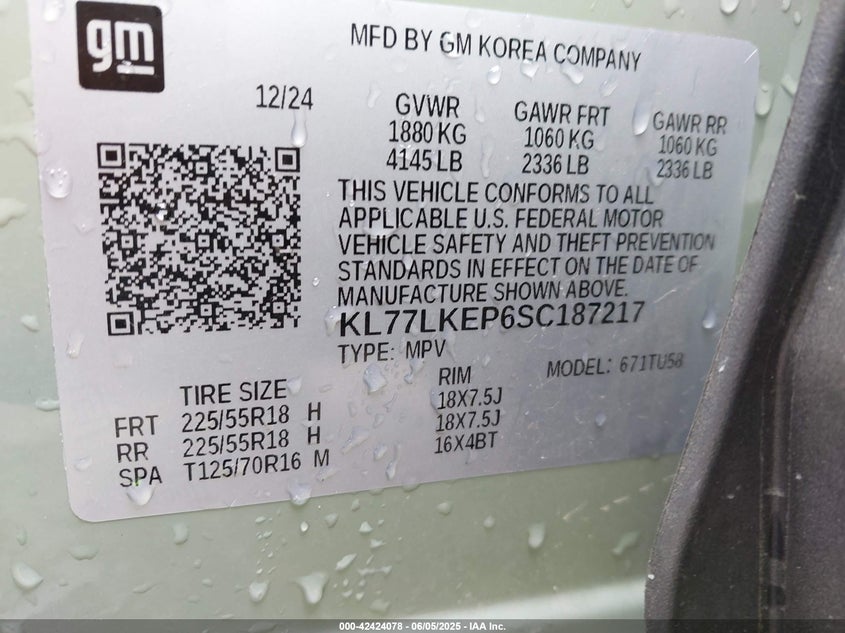 gm
MFD BY GM KOREA COMPANY
12/24
GVWR GAWR FRT GAWR RR
1880 KG 1060 KG 1060 KG
4145 LB 2336 LB 2336 LB
THIS VEHICLE CONFORMS TO ALL
APPLICABLE U.S. FEDERAL MOTOR
VEHICLE SAFETY AND THEFT PREVENTION
STANDARDS IN EFFECT ON THE DATE OF
MANUFACTURE SHOWN ABOVE.
KL77LKEP6SC187217
TYPE: MPV MODEL: 671TU58
TIRE SIZE RIM
FRT 225/55R18 H 18X7.5J
RR 225/55R18 H 18X7.5J
SPA T125/70R16 M 16X4BT
000-42424078 - 06/05/2025 - IAA Inc.